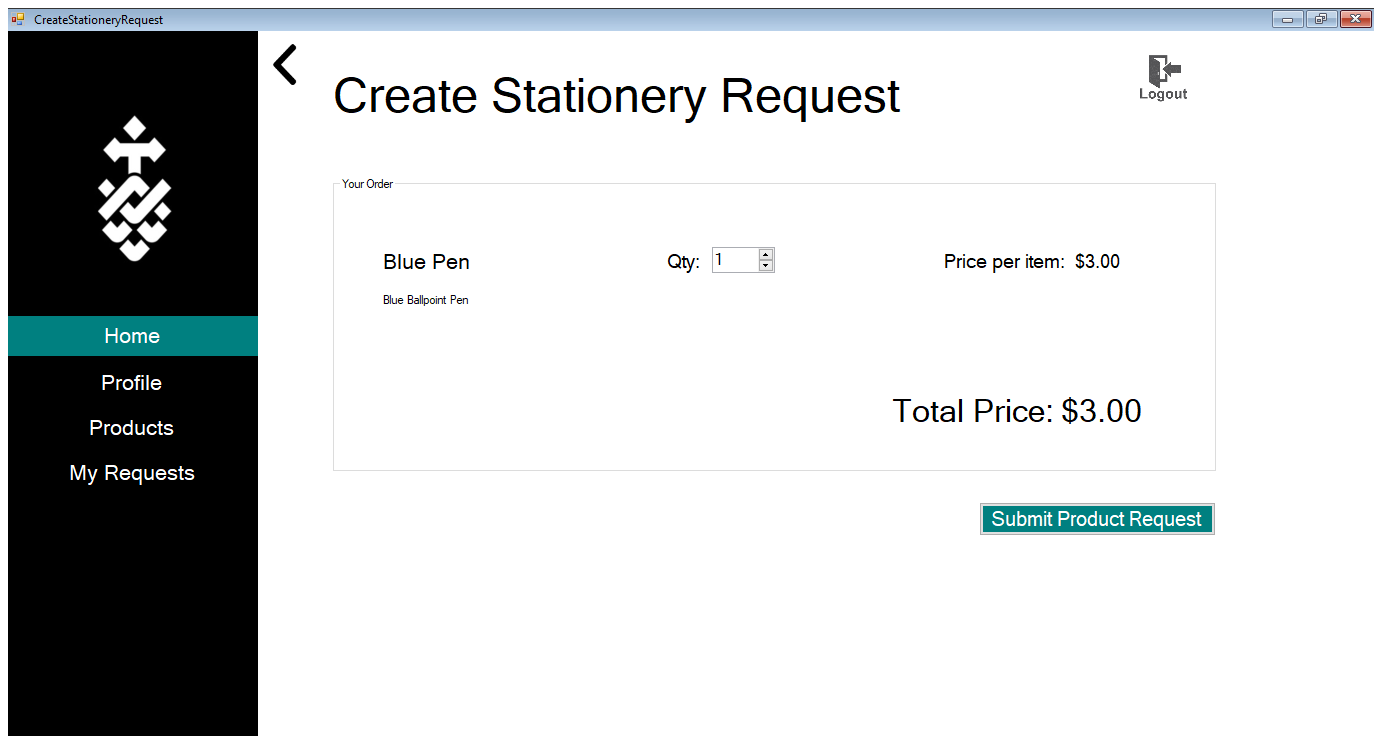 CreateStationeryRequest
Create Stationery Request
Logout
Your Order
Blue Pen Qty: 1 Price per item: $3.00
Blue Ballpoint Pen
Home
Profile
Total Price: $3.00
Products
My Requests
Submit Product Request